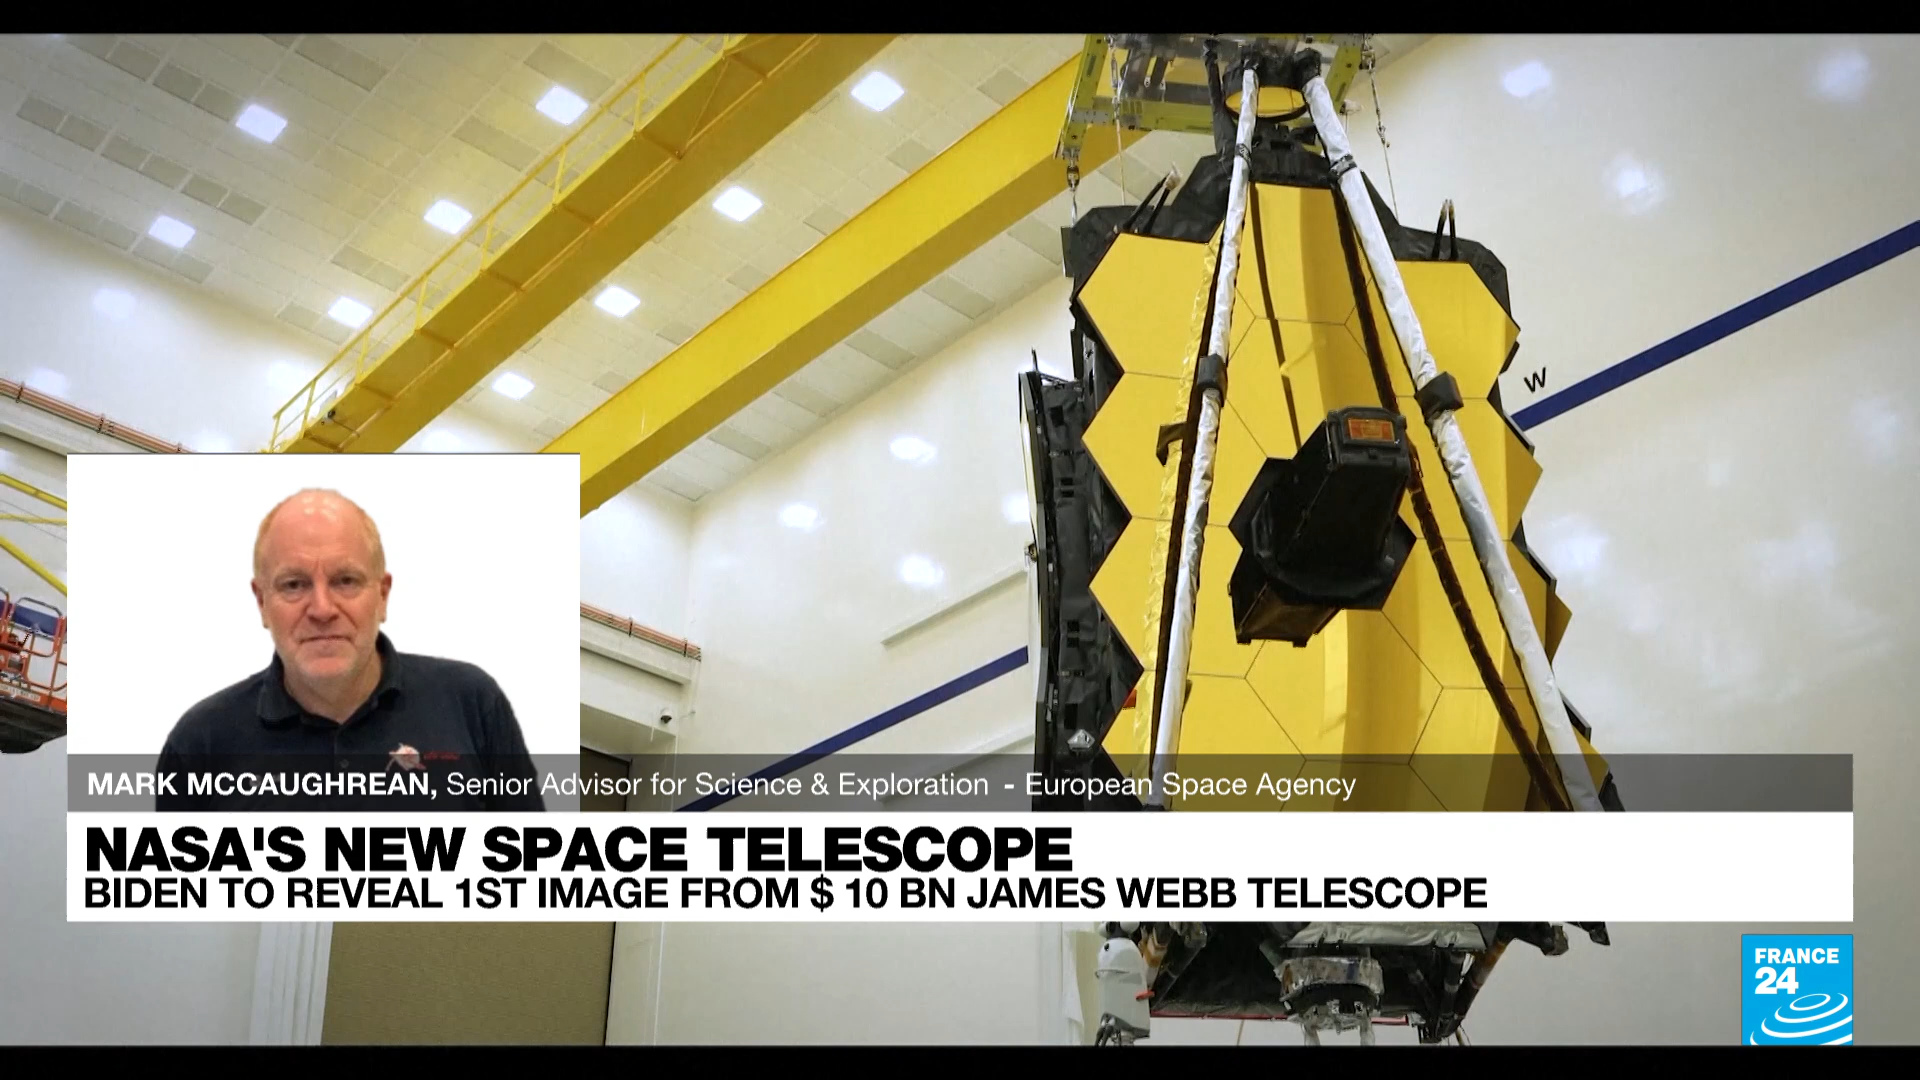 W
MARK MCCAUGHREAN, Senior Advisor for Science & Exploration - European Space Agency
NASA'S NEW SPACE TELESCOPE
BIDEN TO REVEAL 1ST IMAGE FROM $ 10 BN JAMES WEBB TELESCOPE
FRANCE
24